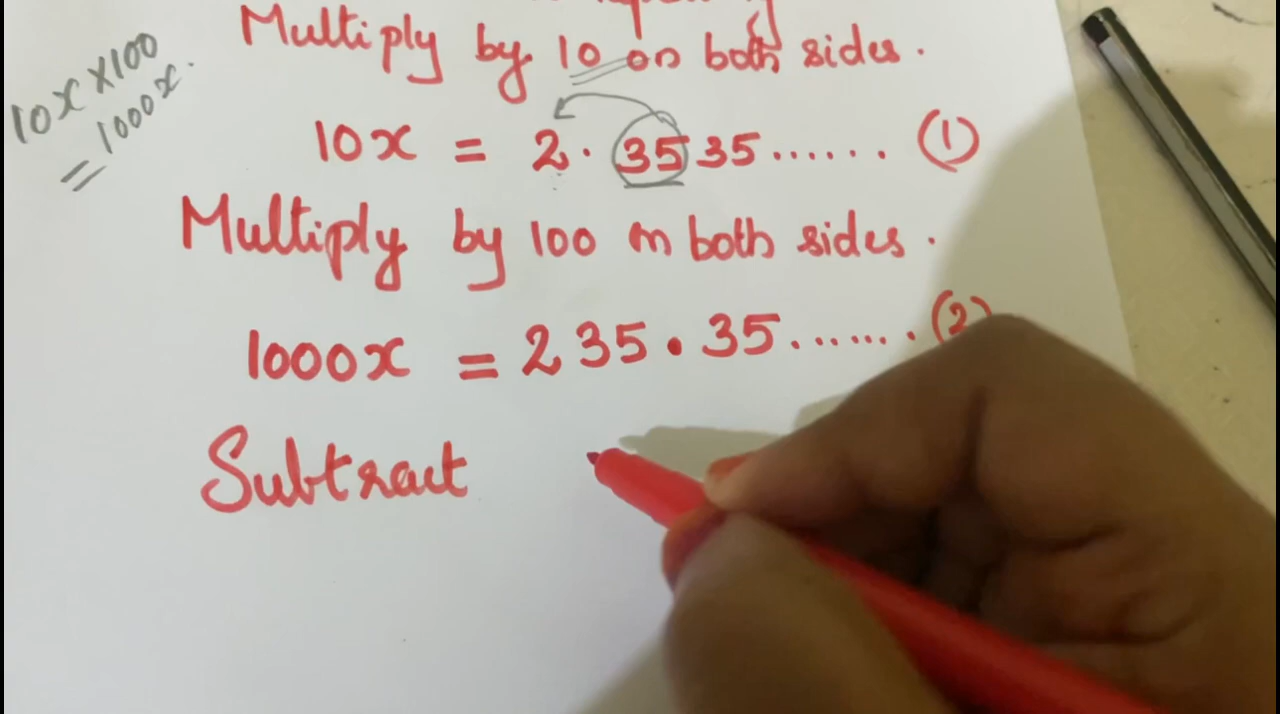 Multiply by 10 on both sides.
10x × 100
= 1000x.
10x = 2.3535...... (1)
Multiply by 100 on both sides.
1000x = 235.35....... (2)
Subtract